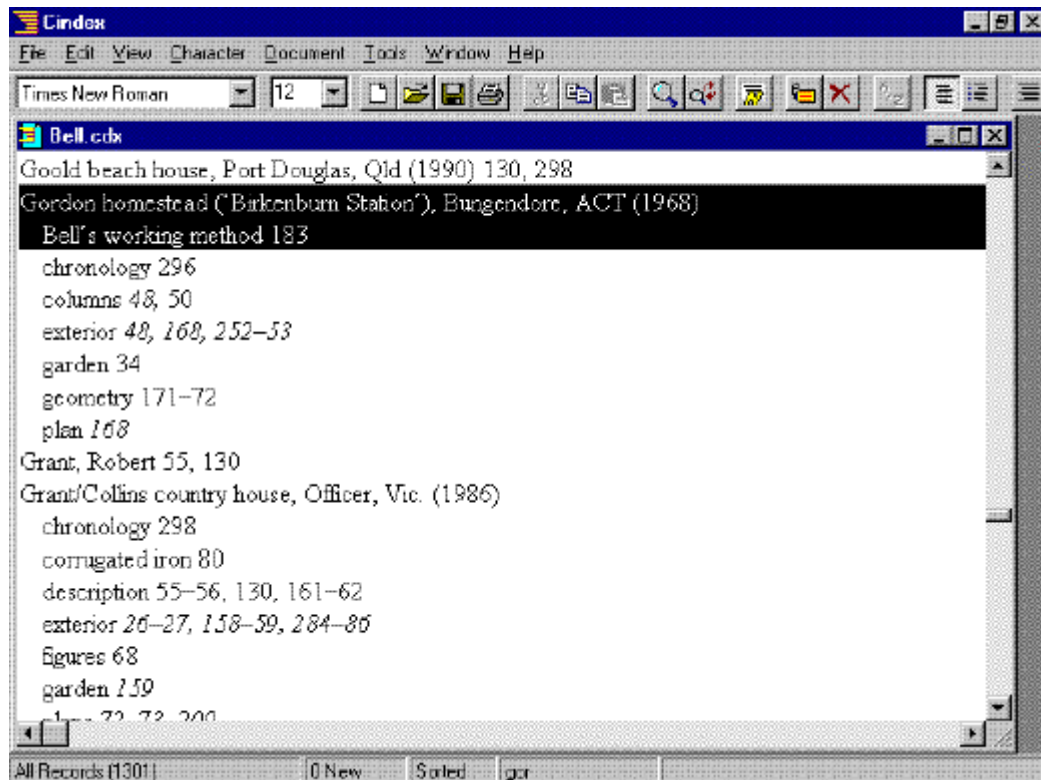 Cindex
File Edit View Character Document Tools Window Help
Times New Roman 12
Bell.cdx
Goold beach house, Port Douglas, Qld (1990) 130, 298
Gordon homestead (`Birkenburn Station´), Bungendore, ACT (1968)
Bell´s working method 183
chronology 296
columns 48, 50
exterior 48, 168, 252–53
garden 34
geometry 171–72
plan 168
Grant, Robert 55, 130
Grant/Collins country house, Officer, Vic. (1986)
chronology 298
corrugated iron 80
description 55–56, 130, 161–62
exterior 26–27, 158–59, 284–86
figures 68
garden 159
All Records (1301) 0 New Sorted gor